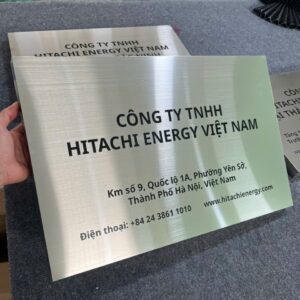 CÔNG TY TNHH
HITACHI ENERGY VIỆT NAM
CÔNG TY TNHH
HITACHI ENERGY VIỆT NAM
Km số 9, Quốc lộ 1A, Phường Yên Sở,
Thành Phố Hà Nội, Việt Nam
Điện thoại: +84 24 3861 1010 www.hitachienergy.com